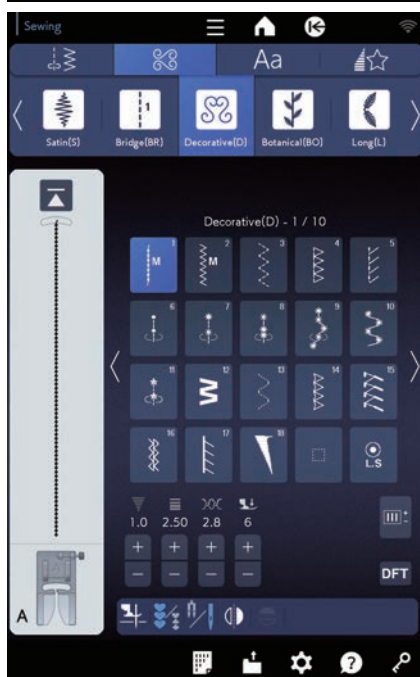 Sewing
Aa
1
Satin(S) Bridge(BR) Decorative(D) Botanical(BO) Long(L)
Decorative(D) - 1 / 10
1 M 2 M 3 4 5
6 7 8 9 10
11 12 13 14 15
16 17 18 L.S
1.0 2.50 2.8 6
+ + + +
− − − −
DFT
A
?